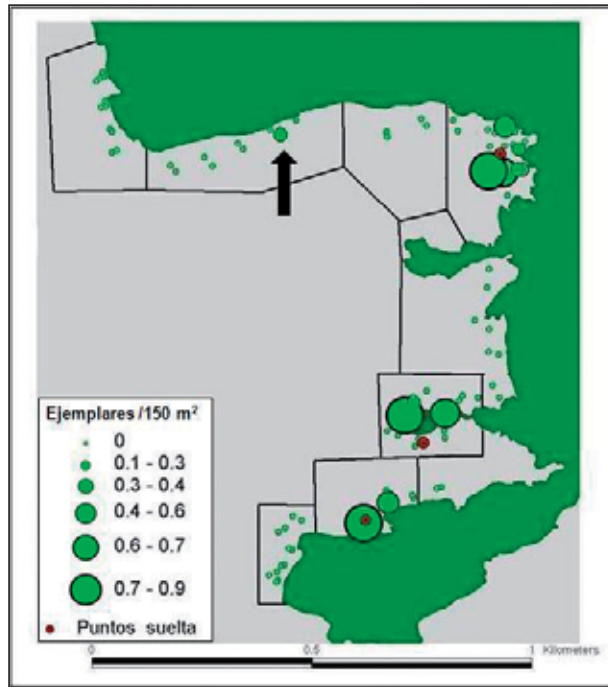 Ejemplares /150 m²
0
0.1 - 0.3
0.3 - 0.4
0.4 - 0.6
0.6 - 0.7
0.7 - 0.9
Puntos suelta
0 0.5 1 Kilometers